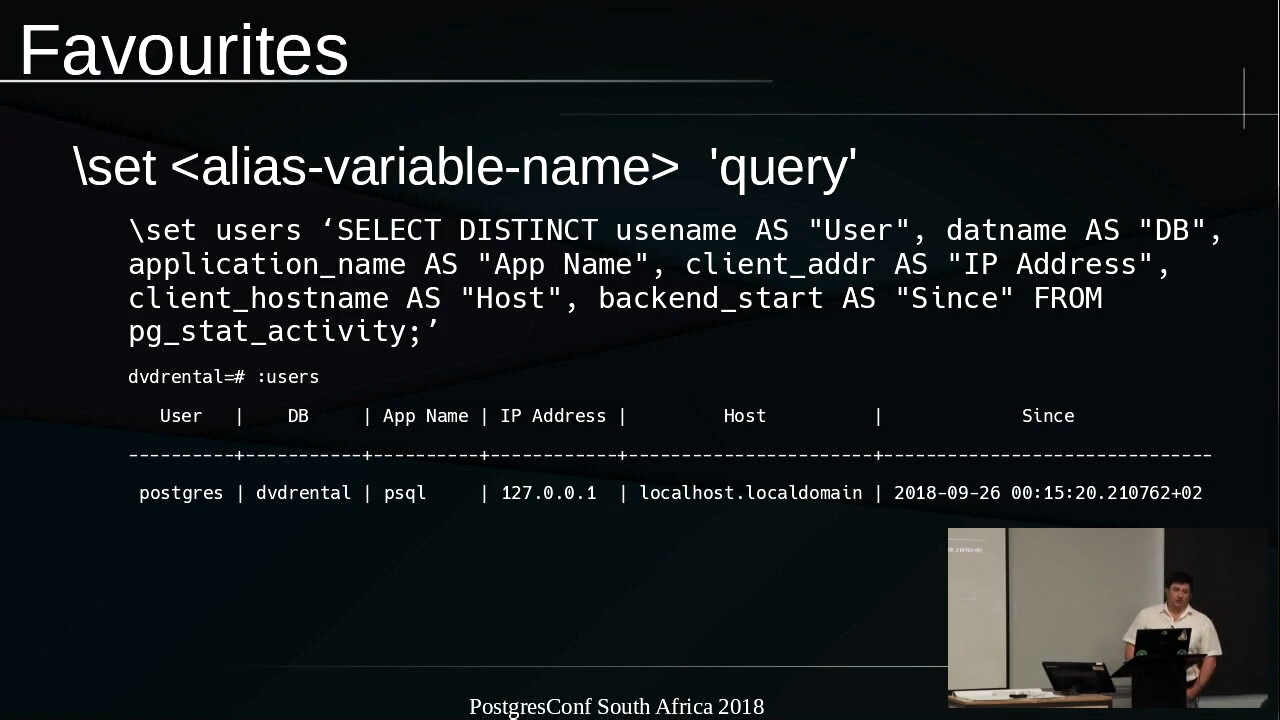 Favourites
\set <alias-variable-name>  'query'
\set users ‘SELECT DISTINCT usename AS "User", datname AS "DB",
application_name AS "App Name", client_addr AS "IP Address",
client_hostname AS "Host", backend_start AS "Since" FROM
pg_stat_activity;’
dvdrental=# :users
   User   |    DB     | App Name | IP Address |         Host          |             Since
----------+-----------+----------+------------+-----------------------+-------------------------------
 postgres | dvdrental | psql     | 127.0.0.1  | localhost.localdomain | 2018-09-26 00:15:20.210762+02
PostgresConf South Africa 2018